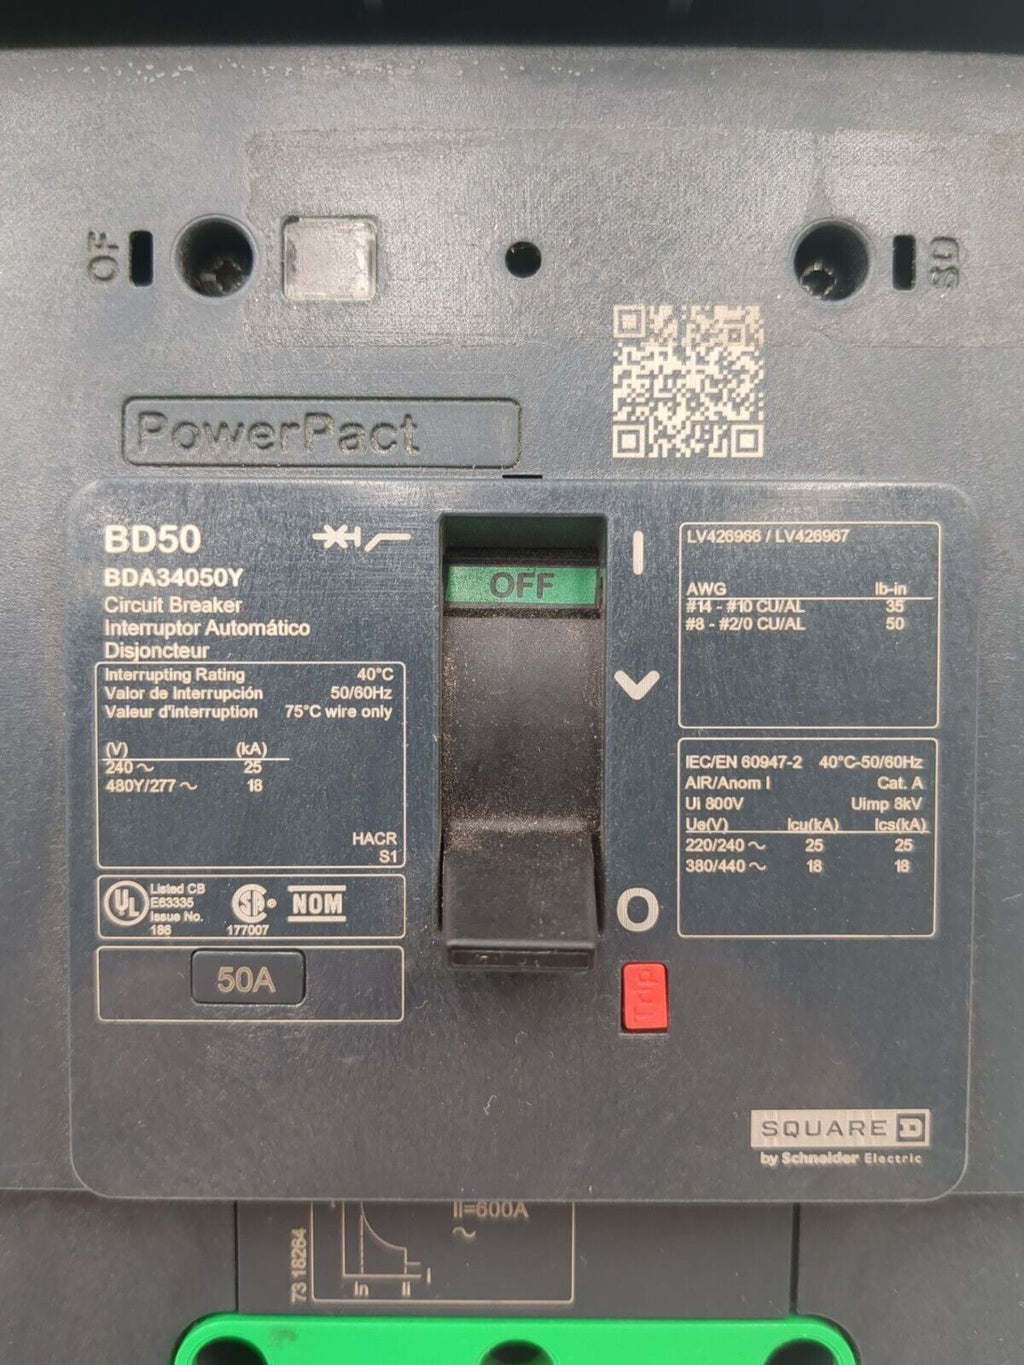 OF
SD
PowerPact
BD50
BDA34050Y
Circuit Breaker
Interruptor Automático
Disjoncteur
Interrupting Rating 40°C
Valor de Interrupción 50/60Hz
Valeur d'interruption 75°C wire only
(V) (kA)
240 ~ 25
480Y/277 ~ 18
HACR
S1
UL Listed CB
E63335
Issue No.
186
SA ®
177007
NOM
50A
OFF
I
O
Trip
LV426966 / LV426967
AWG lb-in
#14 - #10 CU/AL 35
#8 - #2/0 CU/AL 50
IEC/EN 60947-2 40°C-50/60Hz
AIR/Anom I Cat. A
Ui 800V Uimp 8kV
Ue(V) Icu(kA) Ics(kA)
220/240 ~ 25 25
380/440 ~ 18 18
SQUARE D
by Schneider Electric
73 18264
Ii=600A
~
I
In Ii